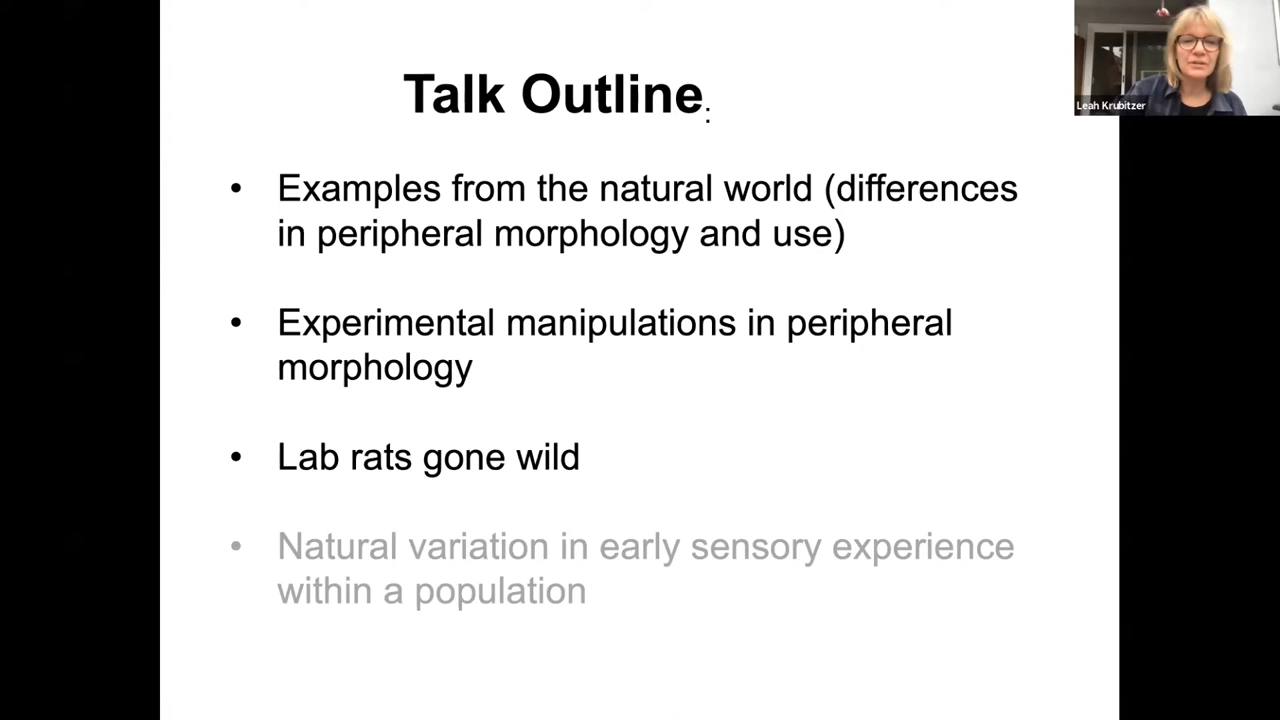 Talk Outline:
Leah Krubitzer
• Examples from the natural world (differences
in peripheral morphology and use)
• Experimental manipulations in peripheral
morphology
• Lab rats gone wild
• Natural variation in early sensory experience
within a population